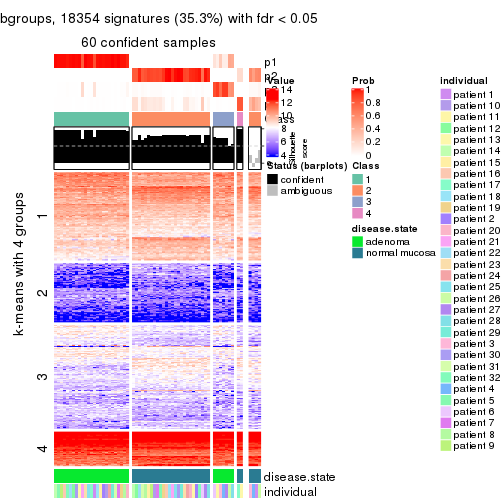 bgroups, 18354 signatures (35.3%) with fdr < 0.05
60 confident samples
p1
p2
value
14
12
10
8
6
4
silhouette
score
Status (barplots)
confident
ambiguous
Prob
1
0.8
0.6
0.4
0.2
0
Class
1
2
3
4
disease.state
adenoma
normal mucosa
individual
patient 1
patient 10
patient 11
patient 12
patient 13
patient 14
patient 15
patient 16
patient 17
patient 18
patient 19
patient 2
patient 20
patient 21
patient 22
patient 23
patient 24
patient 25
patient 26
patient 27
patient 28
patient 29
patient 3
patient 30
patient 31
patient 32
patient 4
patient 5
patient 6
patient 7
patient 8
patient 9
k-means with 4 groups
1
2
3
4
disease.state
individual